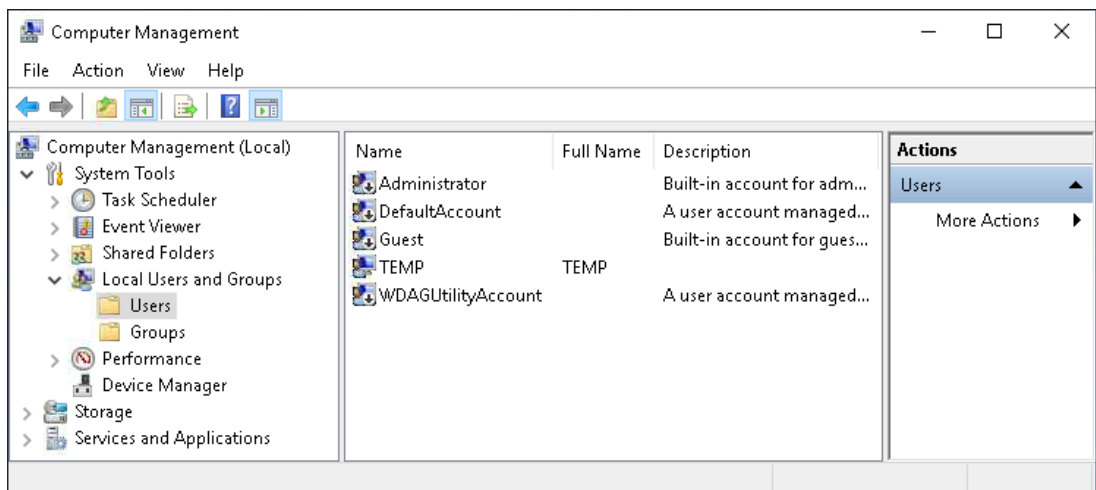 Computer Management
File Action View Help
Computer Management (Local)
System Tools
Task Scheduler
Event Viewer
Shared Folders
Local Users and Groups
Users
Groups
Performance
Device Manager
Storage
Services and Applications
Name Full Name Description
Administrator Built-in account for adm...
DefaultAccount A user account managed...
Guest Built-in account for gues...
TEMP TEMP
WDAGUtilityAccount A user account managed...
Actions
Users
More Actions